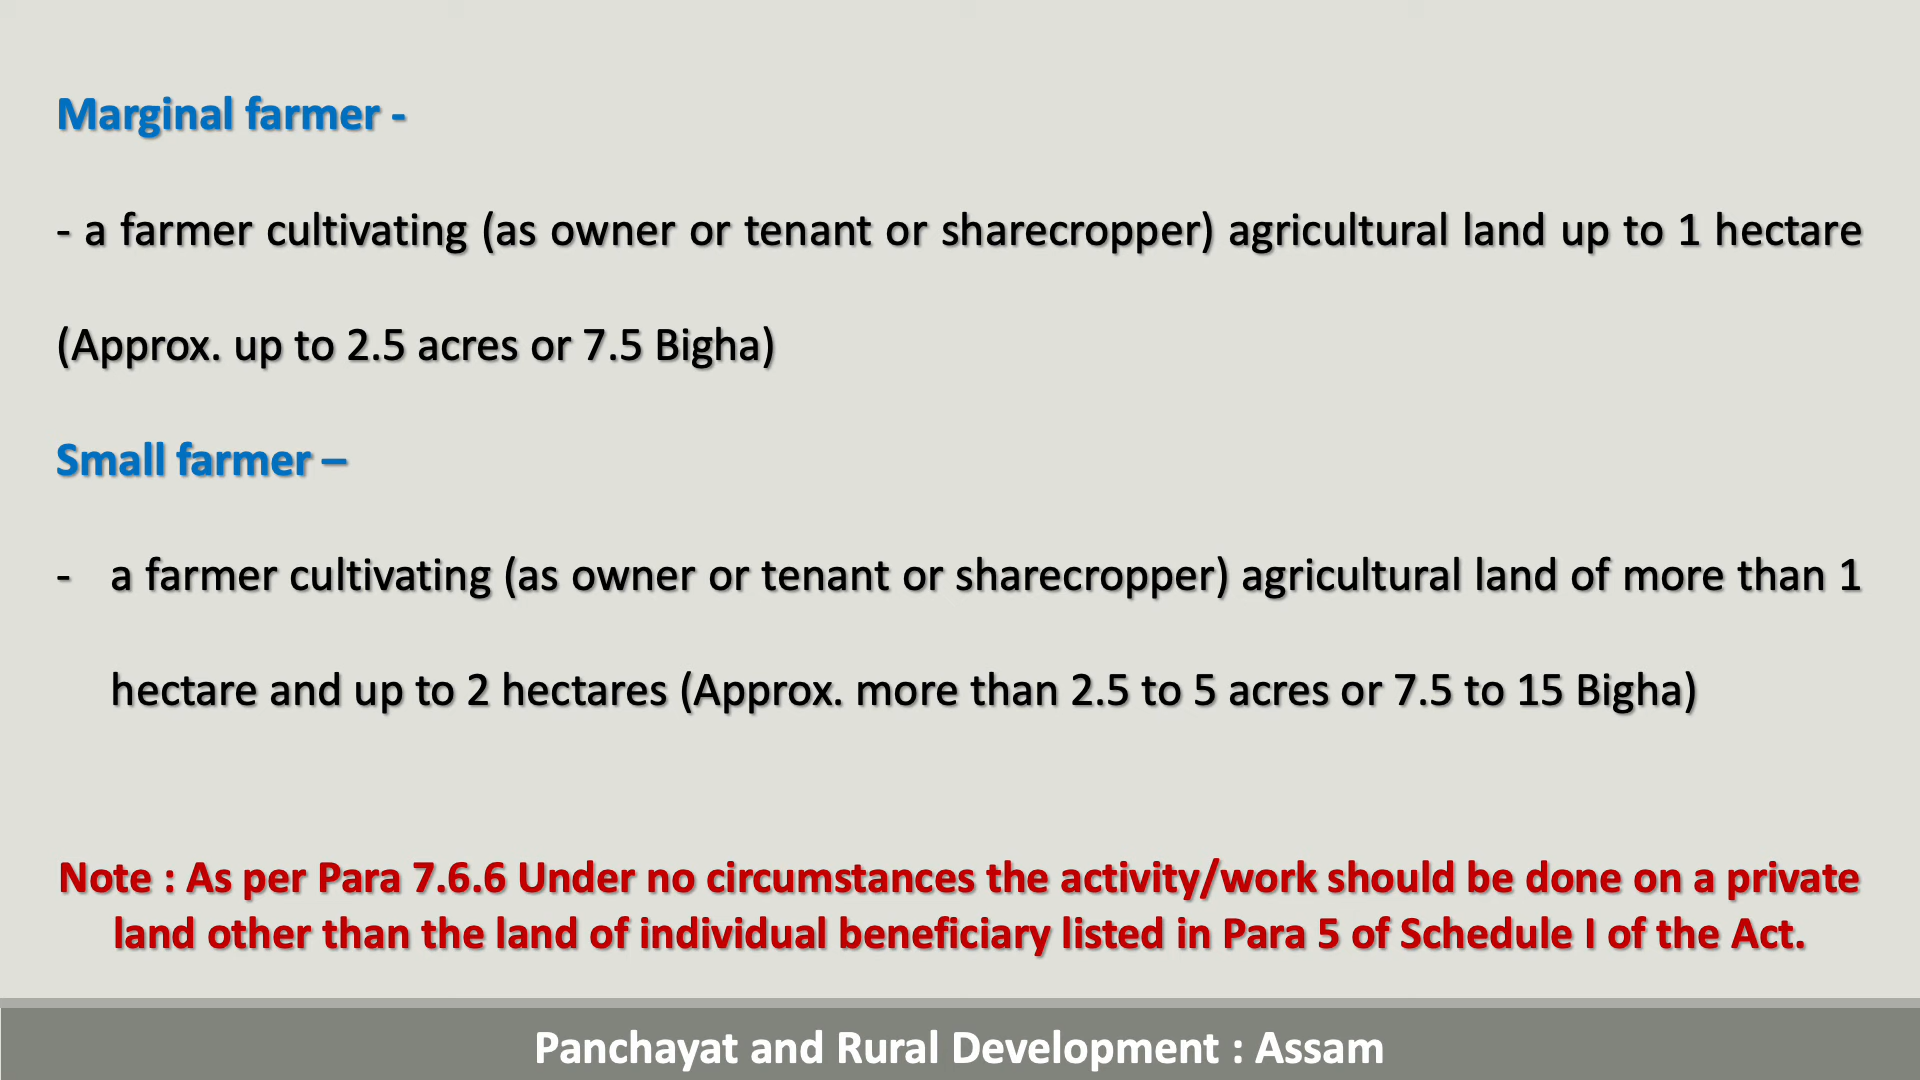 Marginal farmer -
- a farmer cultivating (as owner or tenant or sharecropper) agricultural land up to 1 hectare
(Approx. up to 2.5 acres or 7.5 Bigha)
Small farmer –
- a farmer cultivating (as owner or tenant or sharecropper) agricultural land of more than 1
hectare and up to 2 hectares (Approx. more than 2.5 to 5 acres or 7.5 to 15 Bigha)
Note : As per Para 7.6.6 Under no circumstances the activity/work should be done on a private
land other than the land of individual beneficiary listed in Para 5 of Schedule I of the Act.
Panchayat and Rural Development : Assam